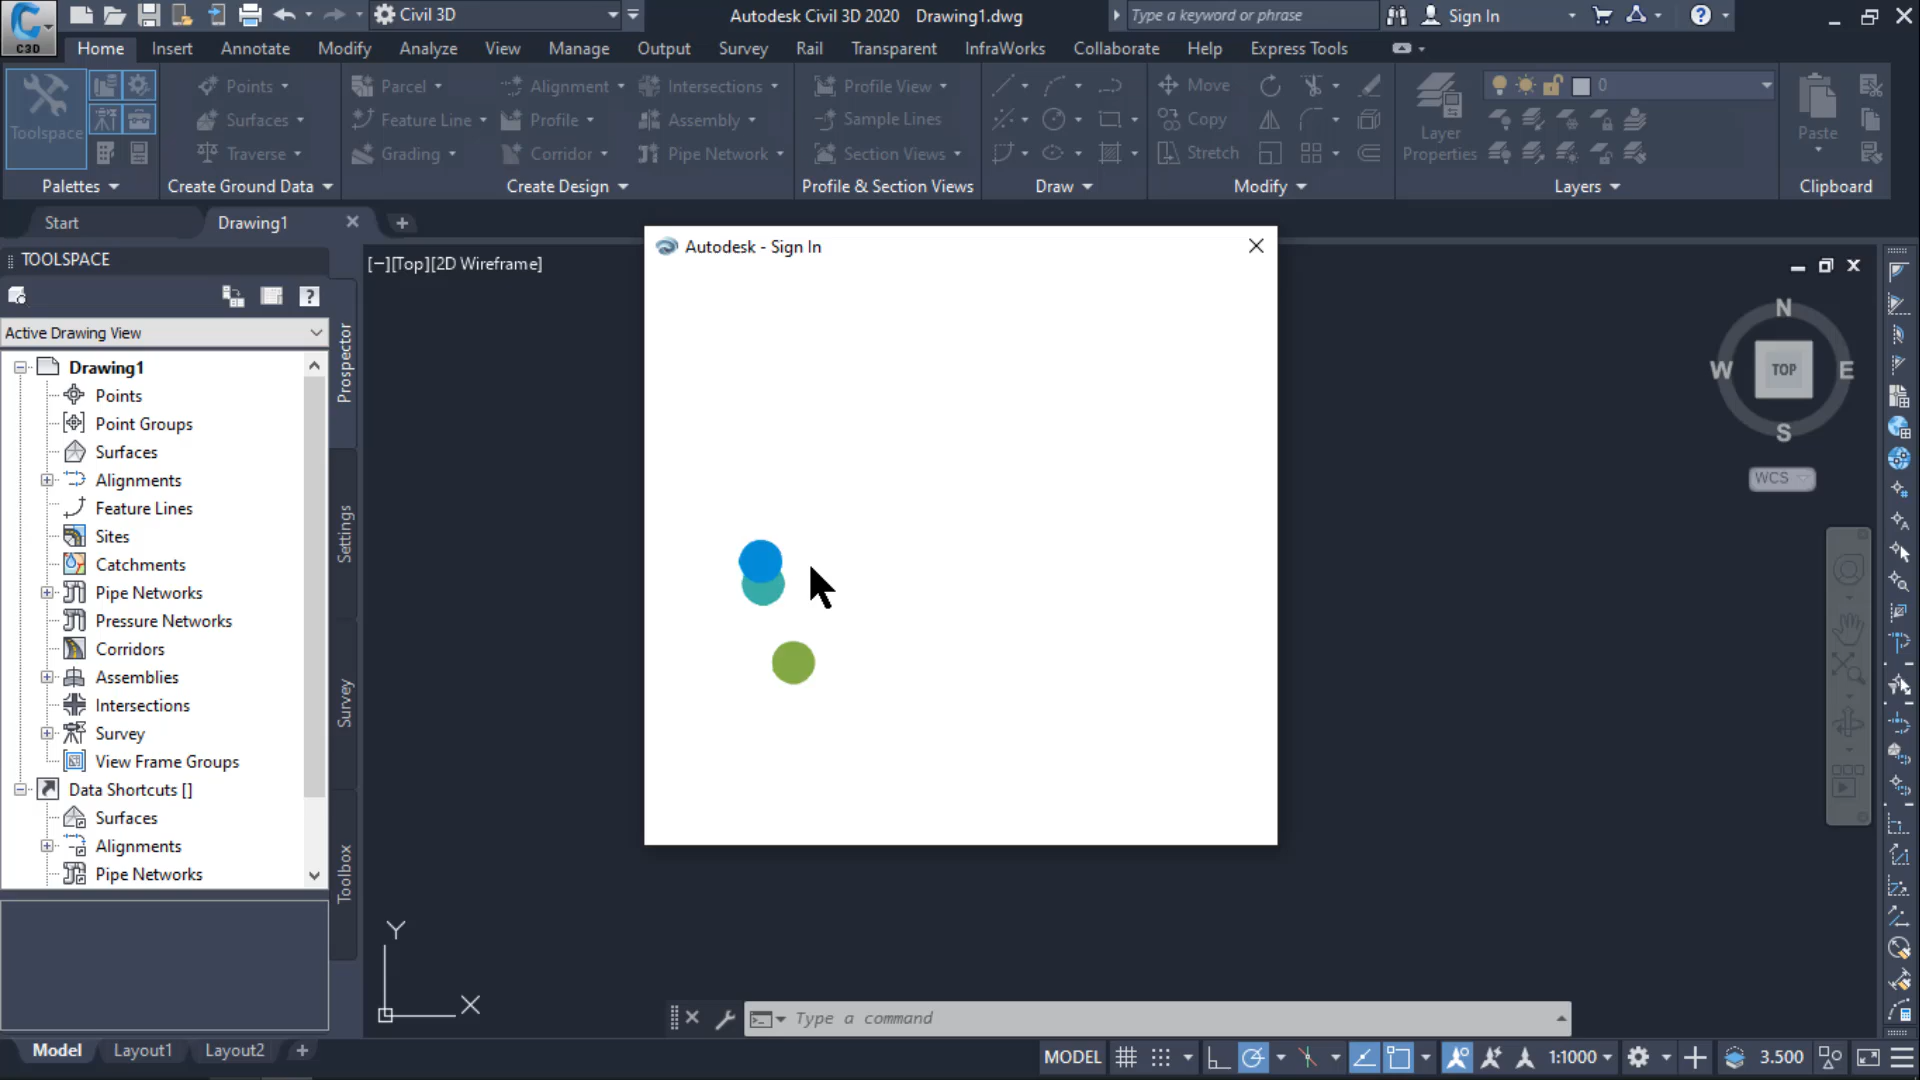 Civil 3D
Autodesk Civil 3D 2020 Drawing1.dwg
Type a keyword or phrase
Sign In
C3D
Home Insert Annotate Modify Analyze View Manage Output Survey Rail Transparent InfraWorks Collaborate Help Express Tools
Toolspace
Points
Surfaces
Traverse
Parcel
Feature Line
Grading
Alignment
Profile
Corridor
Intersections
Assembly
Pipe Network
Profile View
Sample Lines
Section Views
Move
Copy
Stretch
Layer
Properties
0
Paste
Palettes Create Ground Data Create Design Profile & Section Views Draw Modify Layers Clipboard
Start Drawing1
TOOLSPACE
Active Drawing View
Drawing1
Points
Point Groups
Surfaces
Alignments
Feature Lines
Sites
Catchments
Pipe Networks
Pressure Networks
Corridors
Assemblies
Intersections
Survey
View Frame Groups
Data Shortcuts []
Surfaces
Alignments
Pipe Networks
Prospector
Settings
Survey
Toolbox
[−][Top][2D Wireframe]
Autodesk - Sign In
N
W TOP E
S
WCS
Y
X
Type a command
Model Layout1 Layout2
MODEL 1:1000 3.500